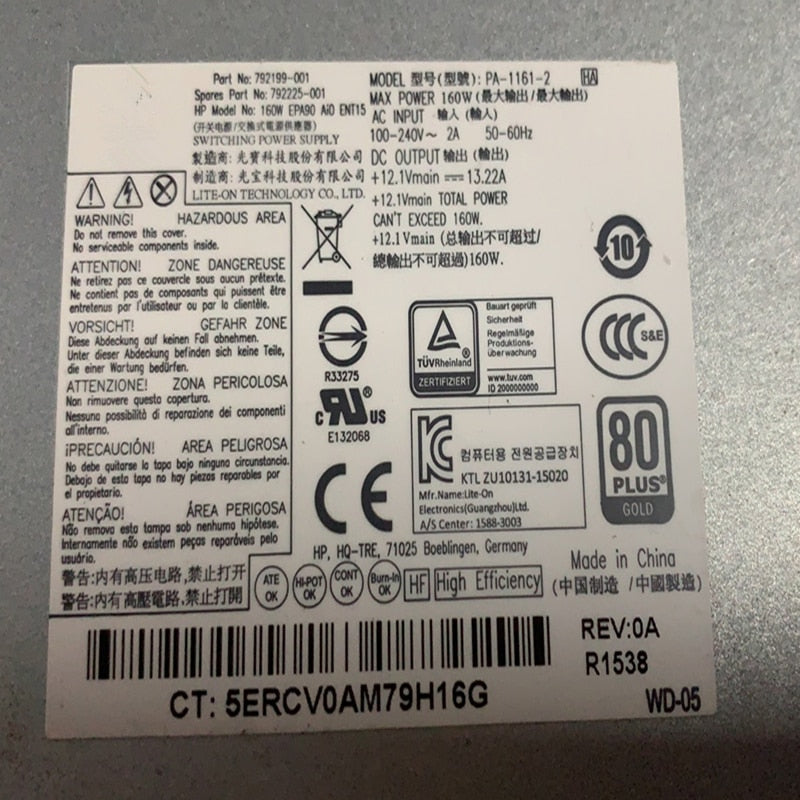 Part No: 792199-001
Spares Part No: 792225-001
HP Model No: 160W EPA90 AiO ENT15
(开关电源/交換式電源供應器)
SWITCHING POWER SUPPLY
製造商: 光寶科技股份有限公司
制造商: 光宝科技股份有限公司
LITE-ON TECHNOLOGY CO., LTD.
MODEL 型号(型號): PA-1161-2
HA
MAX POWER 160W (最大输出/最大輸出)
AC INPUT 输入 (輸入)
100-240V~ 2A 50-60Hz
DC OUTPUT 输出 (輸出)
+12.1Vmain ⎓ 13.22A
+12.1Vmain TOTAL POWER
CAN'T EXCEED 160W.
+12.1Vmain (总输出不可超过/
總輸出不可超過)160W.
WARNING! HAZARDOUS AREA
Do not remove this cover.
No serviceable components inside.
ATTENTION! ZONE DANGEREUSE
Ne retirez pas ce couvercle sous aucun prétexte.
Ne contient pas de composants qui puissent être
entretenus par l'utilisateur ou par la clientèle.
VORSICHT! GEFAHR ZONE
Diese Abdeckung auf keinen Fall abnehmen.
Unter dieser Abdeckung befinden sich keine Teile,
die einer Wartung bedürfen.
ATTENZIONE! ZONA PERICOLOSA
Non rimuovere questa copertura.
Nessuna possibilità di riparazione dei componenti
all'interno.
¡PRECAUCIÓN! AREA PELIGROSA
No debe quitarse la tapa bajo ninguna circunstancia.
Debajo de esta tapa no hay piezas reparables por
el propietario.
ATENÇÃO! ÁREA PERIGOSA
Não remova esta tampa sob nenhuma hipótese.
Internamente não existem peças reparáveis pelo
usuário.
警告:内有高压电路,禁止打开
警告:內有高壓電路,禁止打開
R33275
c RU ® US
E132068
CE
10
TÜVRheinland
ZERTIFIZIERT
Bauart geprüft
Sicherheit
Regelmäßige
Produktions-
überwachung
www.tuv.com
ID 2000000000
CCC S&E
컴퓨터용 전원공급장치
KTL ZU10131-15020
Mfr.Name:Lite-On
Electronics(Guangzhou)Ltd.
A/S Center: 1588-3003
80
PLUS®
GOLD
HP, HQ-TRE, 71025 Boeblingen, Germany
ATE OK
Hi-POT OK
CONT OK
Burn-In OK
HF
High Efficiency
Made in China
(中国制造 /中國製造)
CT: 5ERCV0AM79H16G
REV:0A
R1538
WD-05